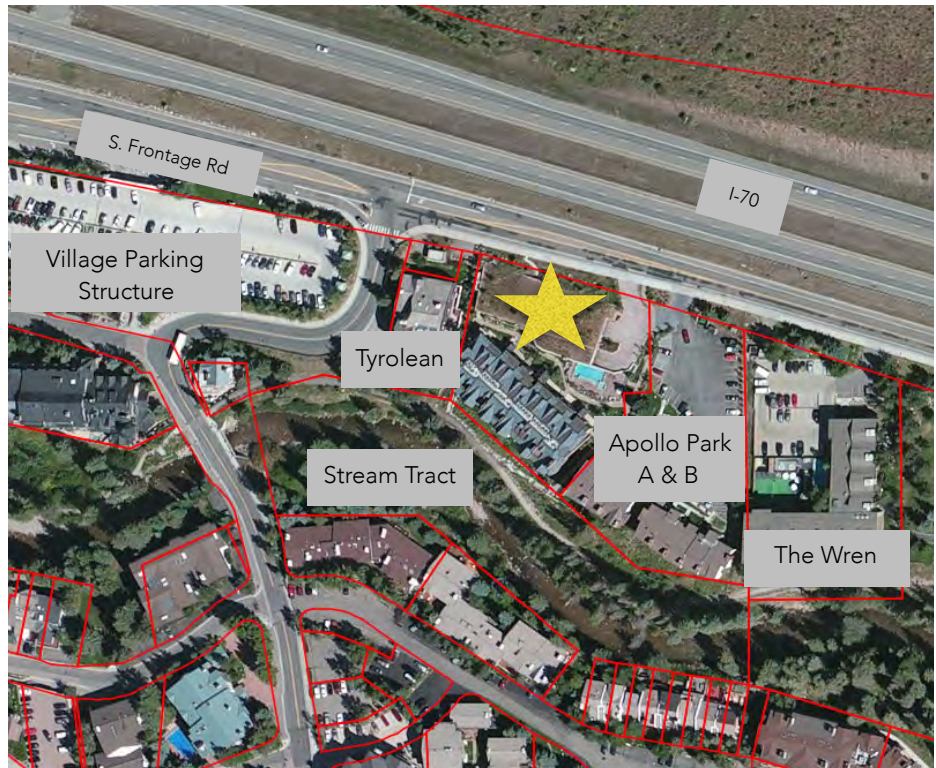 S. Frontage Rd
I-70
Village Parking
Structure
Tyrolean
Apollo Park
A & B
Stream Tract
The Wren